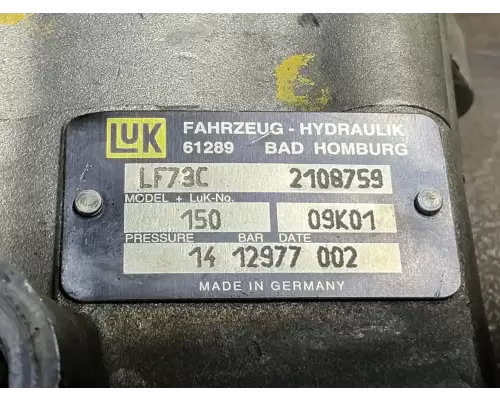 LuK FAHRZEUG - HYDRAULIK
61289 BAD HOMBURG
LF73C 2108759
MODEL + LuK-No.
150 09K01
PRESSURE BAR DATE
14 12977 002
MADE IN GERMANY